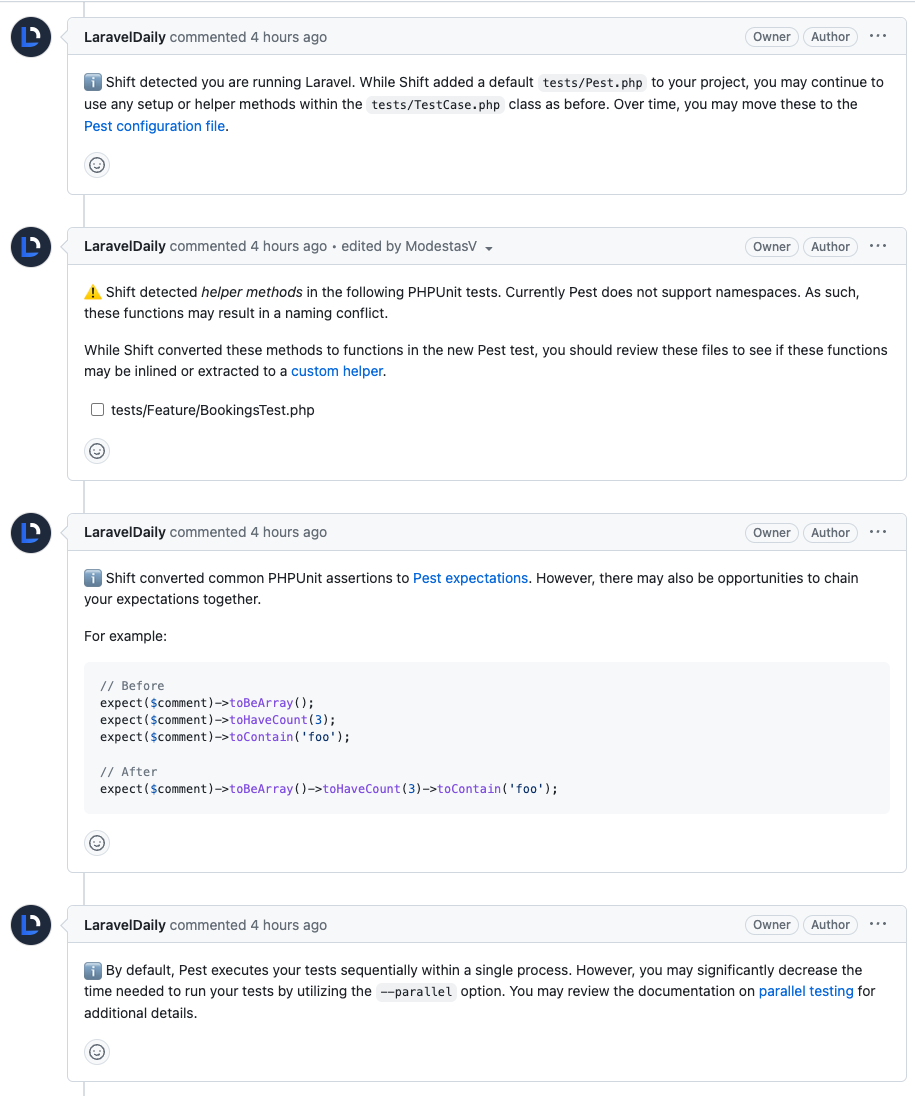 LaravelDaily commented 4 hours ago Owner Author ···
ℹ️ Shift detected you are running Laravel. While Shift added a default tests/Pest.php to your project, you may continue to
use any setup or helper methods within the tests/TestCase.php class as before. Over time, you may move these to the
Pest configuration file.
LaravelDaily commented 4 hours ago • edited by ModestasV Owner Author ···
⚠️ Shift detected helper methods in the following PHPUnit tests. Currently Pest does not support namespaces. As such,
these functions may result in a naming conflict.
While Shift converted these methods to functions in the new Pest test, you should review these files to see if these functions
may be inlined or extracted to a custom helper.
tests/Feature/BookingsTest.php
LaravelDaily commented 4 hours ago Owner Author ···
ℹ️ Shift converted common PHPUnit assertions to Pest expectations. However, there may also be opportunities to chain
your expectations together.
For example:
// Before
expect($comment)->toBeArray();
expect($comment)->toHaveCount(3);
expect($comment)->toContain('foo');
// After
expect($comment)->toBeArray()->toHaveCount(3)->toContain('foo');
LaravelDaily commented 4 hours ago Owner Author ···
ℹ️ By default, Pest executes your tests sequentially within a single process. However, you may significantly decrease the
time needed to run your tests by utilizing the --parallel option. You may review the documentation on parallel testing for
additional details.